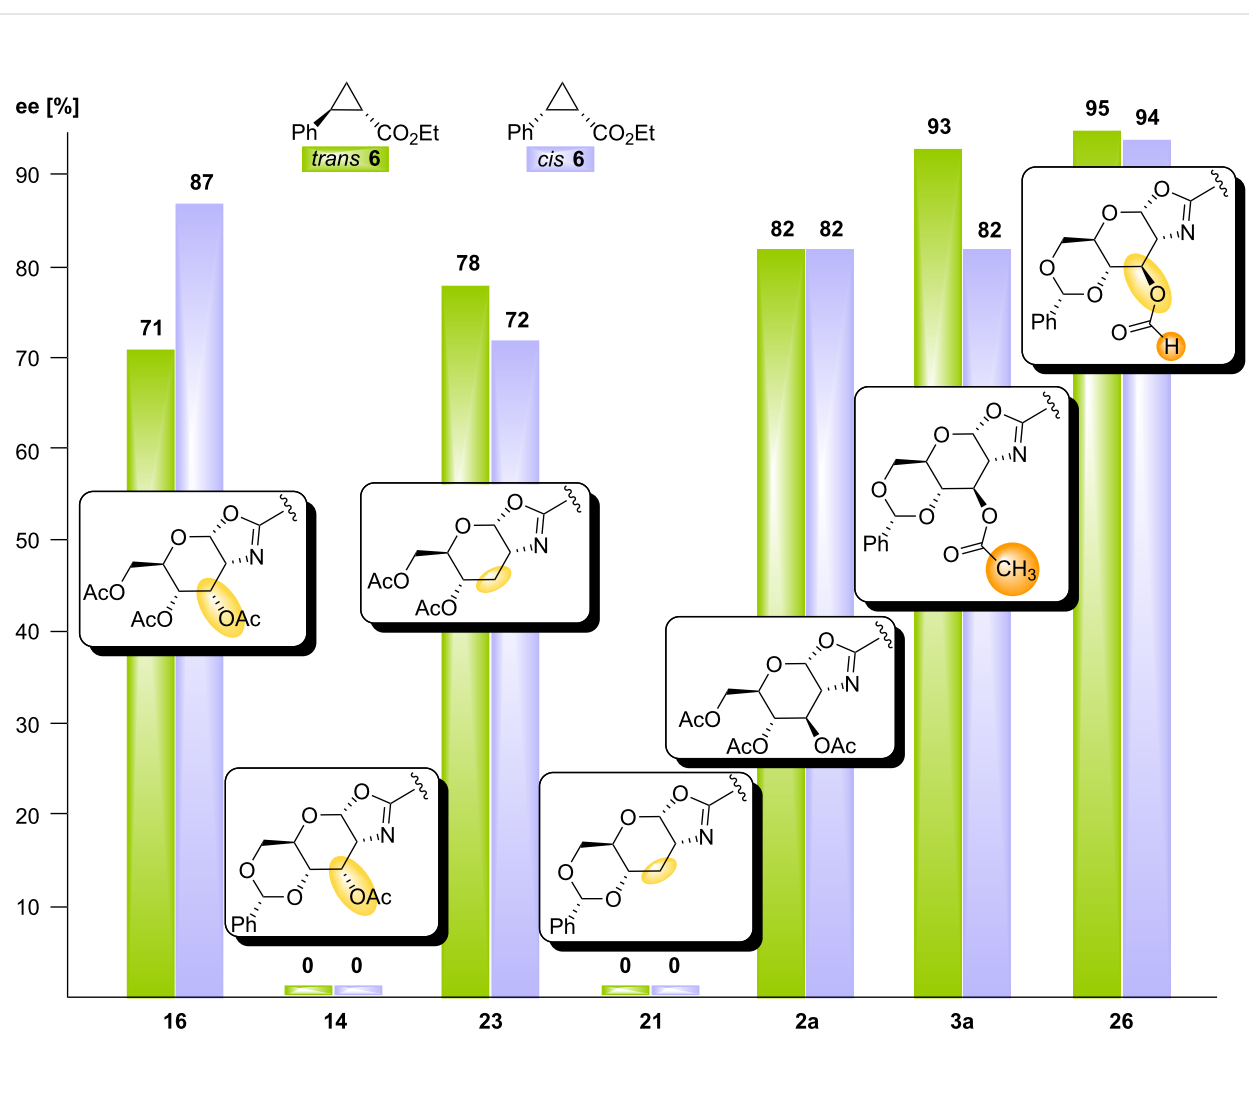 ee [%]
Ph
CO2Et
trans 6
Ph
CO2Et
cis 6
90
80
70
60
50
40
30
20
10
71
87
0
0
78
72
0
0
82
82
93
82
95
94
O
O
N
AcO
AcO
OAc
O
O
N
O
O
OAc
Ph
O
O
N
AcO
AcO
O
O
N
O
O
Ph
O
O
N
AcO
AcO
OAc
O
O
N
O
O
O
Ph
O
CH3
O
O
N
O
O
O
Ph
O
H
16
14
23
21
2a
3a
26